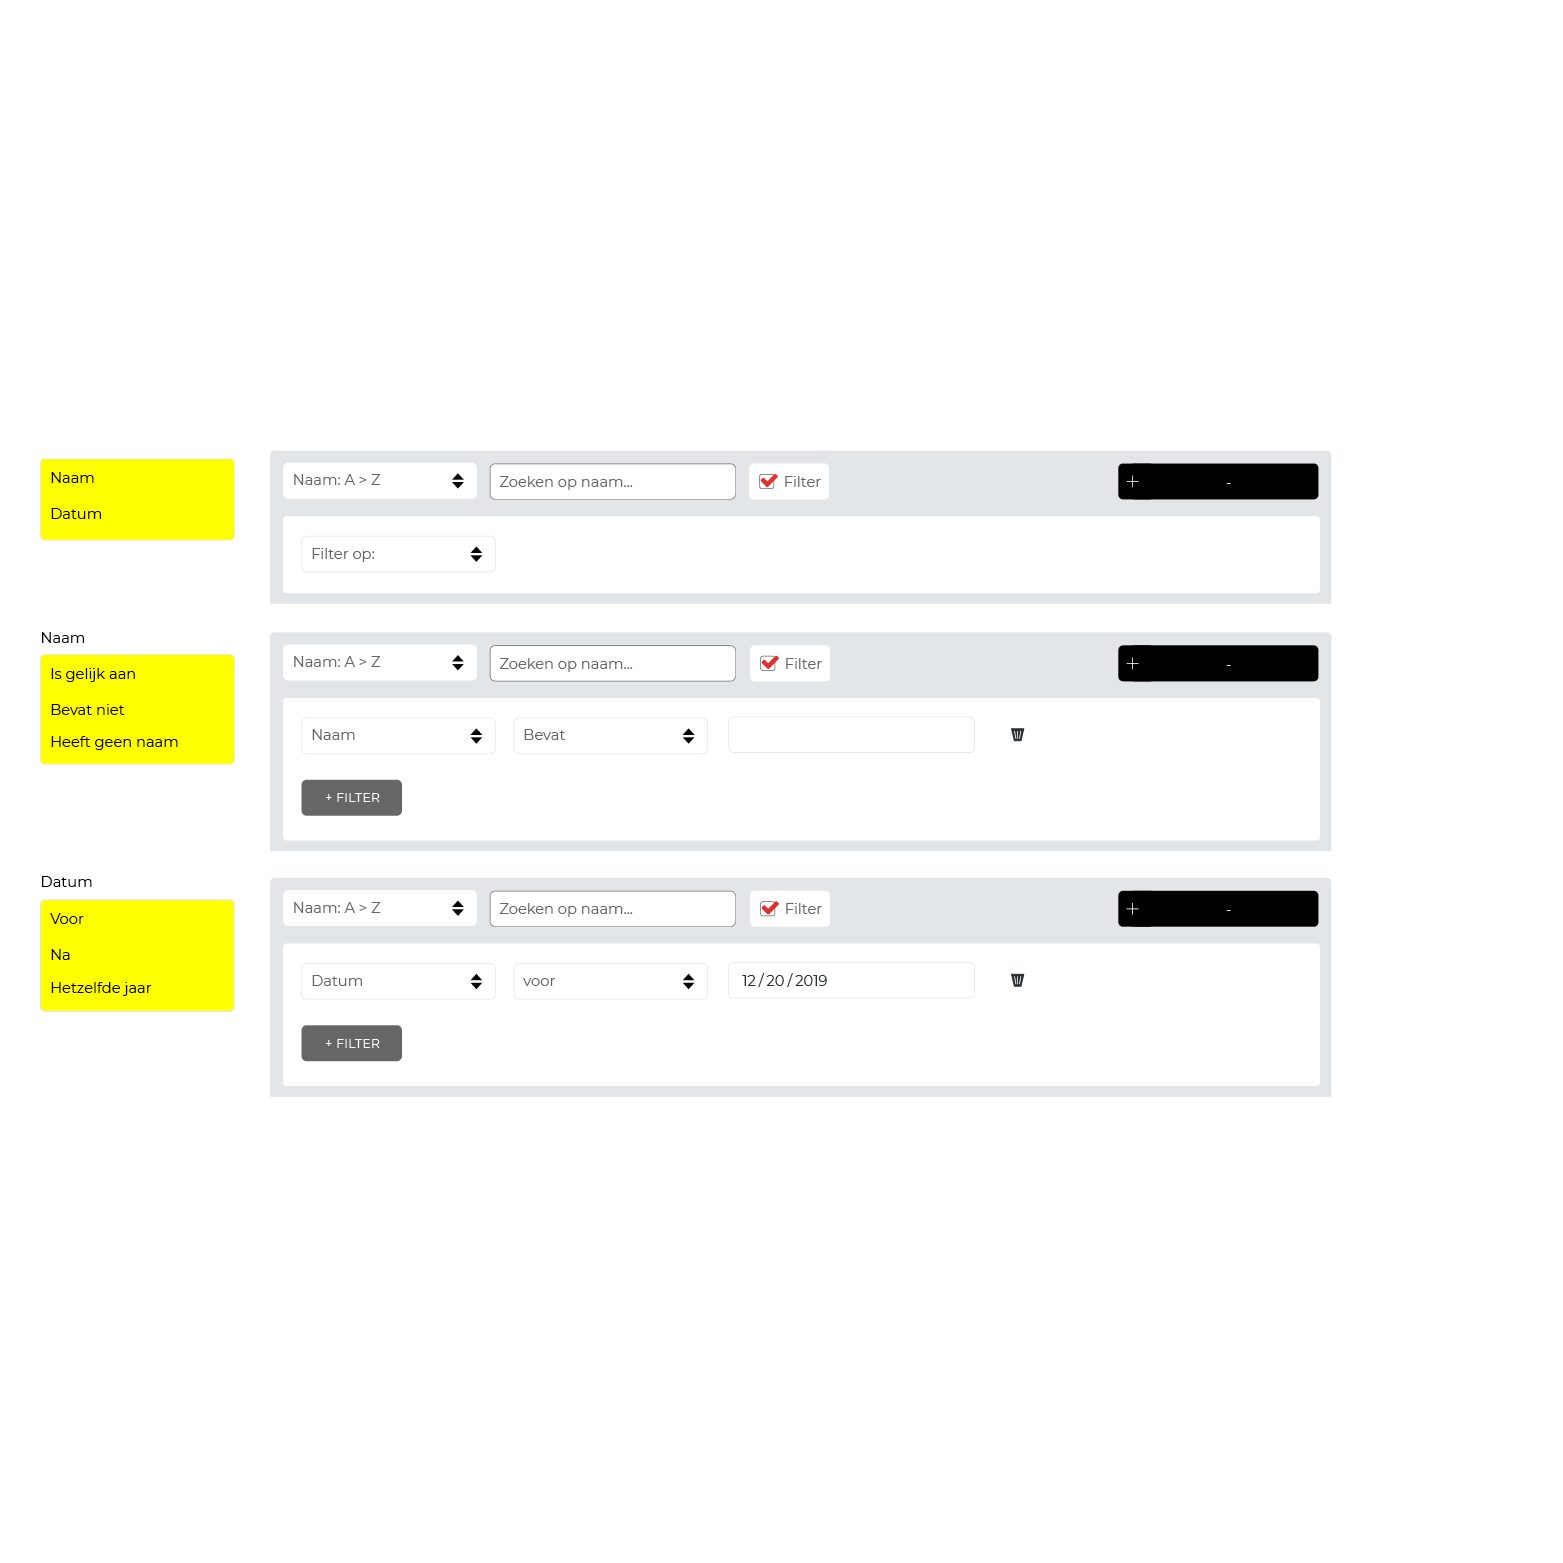 Naam
Datum
Naam: A > Z
Zoeken op naam...
Filter
+ -
Filter op:
Naam
Is gelijk aan
Bevat niet
Heeft geen naam
Naam: A > Z
Zoeken op naam...
Filter
+ -
Naam
Bevat
+ FILTER
Datum
Voor
Na
Hetzelfde jaar
Naam: A > Z
Zoeken op naam...
Filter
+ -
Datum
voor
12 / 20 / 2019
+ FILTER